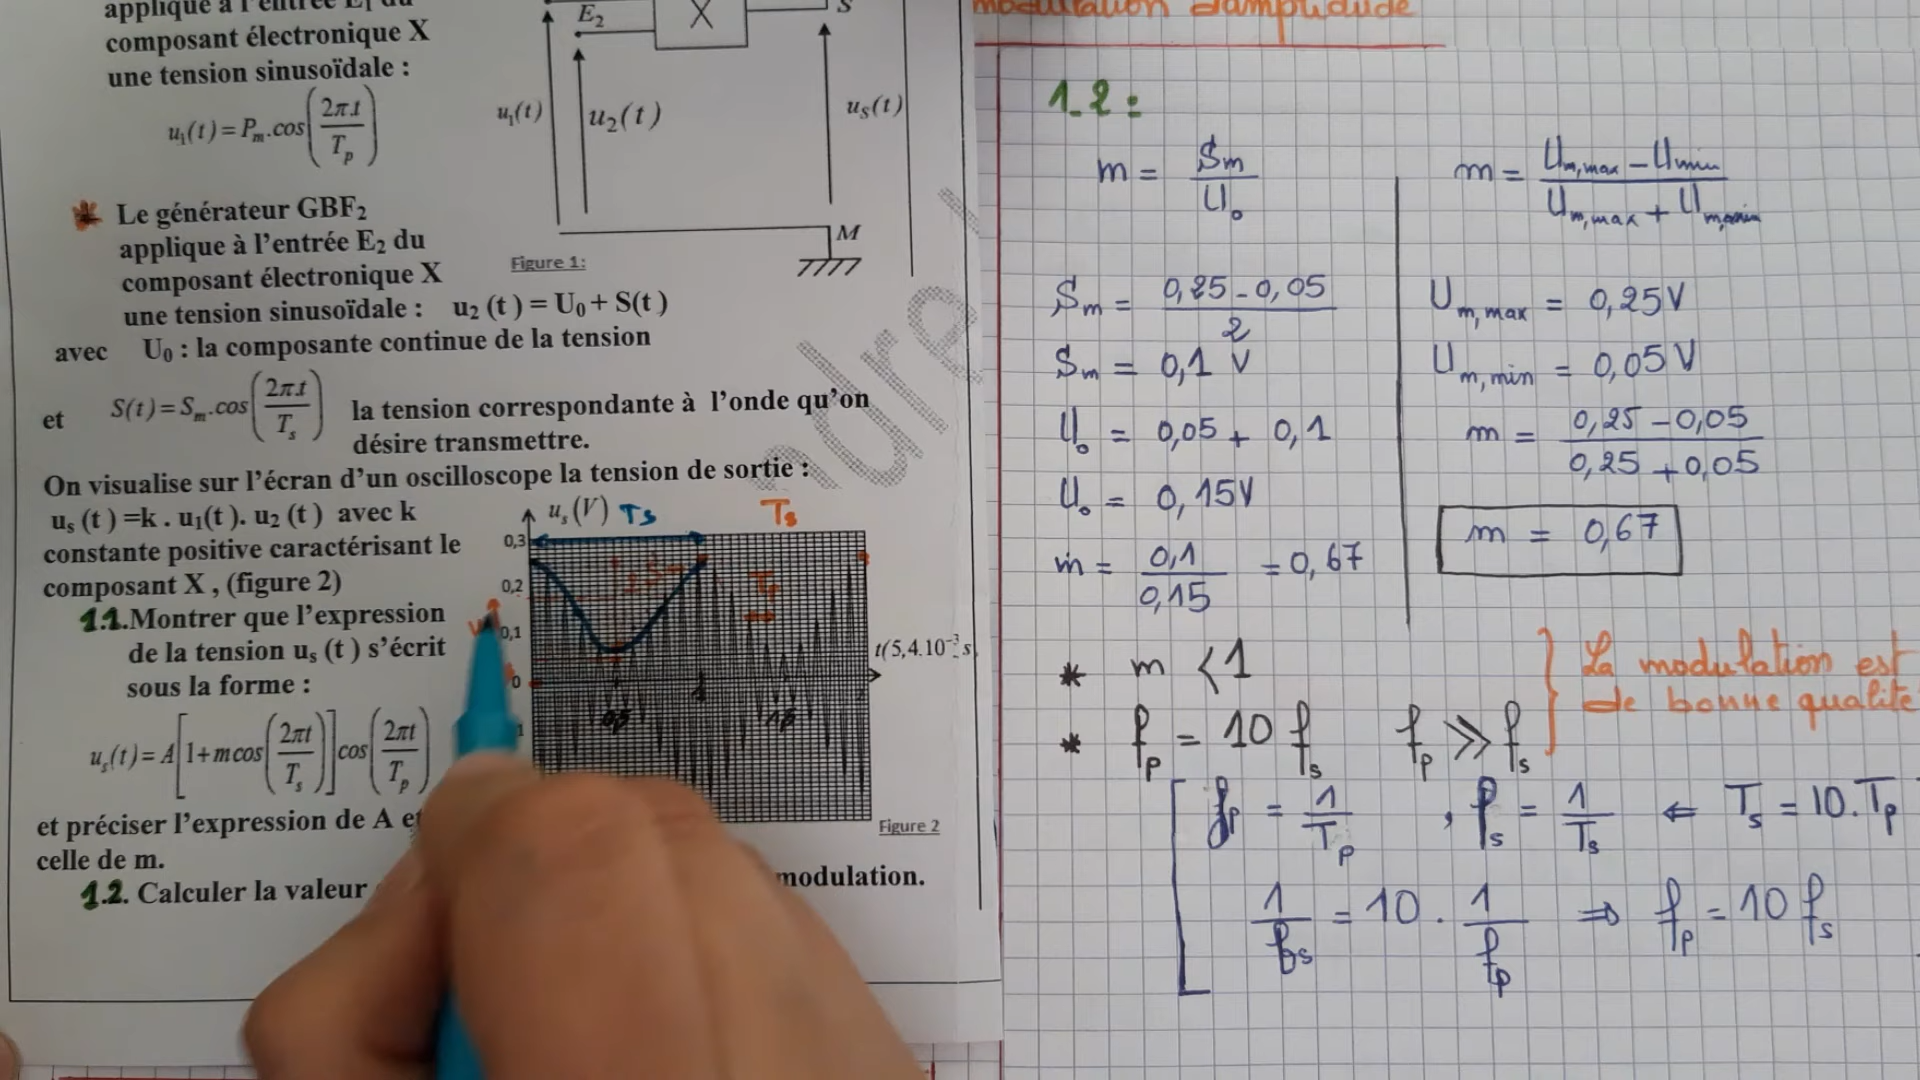 modulation d'amplidude
appliqué à l'entrée E1 du
composant électronique X
une tension sinusoïdale :
u₁(t) = Pm.cos(2π.t/Tp)
Le générateur GBF₂
applique à l'entrée E₂ du
composant électronique X
une tension sinusoïdale : u₂ (t) = U₀ + S(t)
avec U₀ : la composante continue de la tension
et S(t) = Sm.cos(2π.t/Ts) la tension correspondante à l'onde qu'on
désire transmettre.
On visualise sur l'écran d'un oscilloscope la tension de sortie :
us (t) =k . u₁(t). u₂ (t) avec k
constante positive caractérisant le
composant X , (figure 2)
1.1.Montrer que l'expression
de la tension us (t) s'écrit
sous la forme :
us(t) = A[1+mcos(2πt/Ts)]cos(2πt/Tp)
et préciser l'expression de A et
celle de m.
1.2. Calculer la valeur
modulation.
E₂
X
S
u₁(t)
u₂(t)
us(t)
M
Figure 1:
us(V) Ts Ts
0,3
0,2
0,1
0
t(5,4.10⁻³s
Figure 2
1_2 :
m = Sm/U₀
Sm = (0,25 - 0,05)/2
Sm = 0,1 V
U₀ = 0,05 + 0,1
U₀ = 0,15V
m = 0,1/0,15 = 0,67
m = (Um,max - Umin)/(Um,max + Um,min)
Um,max = 0,25V
Um,min = 0,05V
m = (0,25 - 0,05)/(0,25 + 0,05)
m = 0,67
* m < 1
* fp = 10 fs fp ≫ fs
La modulation est
de bonne qualité
fp = 1/Tp , fs = 1/Ts ⇐ Ts = 10.Tp
1/fs = 10 . 1/fp ⇒ fp = 10 fs